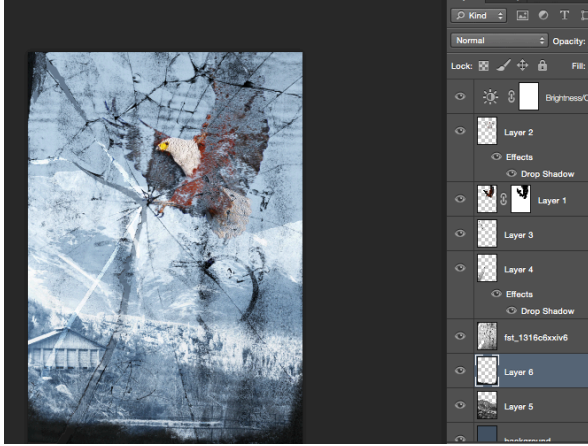 Kind
Normal
Opacity:
Lock:
Fill:
Brightness/C
Layer 2
Effects
Drop Shadow
Layer 1
Layer 3
Layer 4
Effects
Drop Shadow
fst_1316c6xxiv6
Layer 6
Layer 5
background